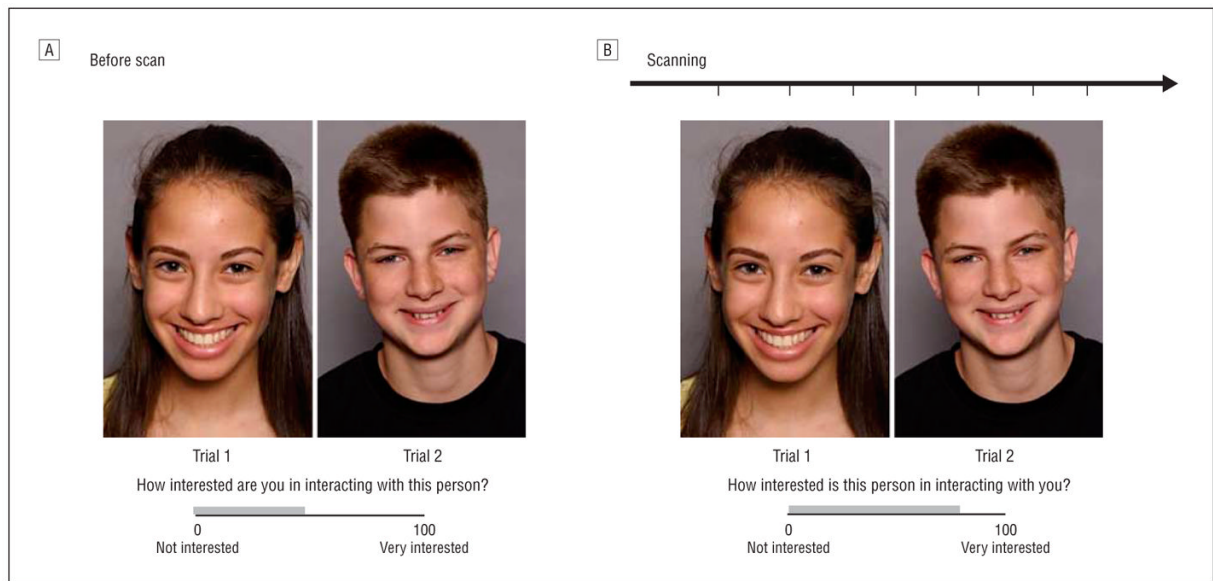 A
Before scan
Trial 1
Trial 2
How interested are you in interacting with this person?
0
100
Not interested
Very interested
B
Scanning
Trial 1
Trial 2
How interested is this person in interacting with you?
0
100
Not interested
Very interested